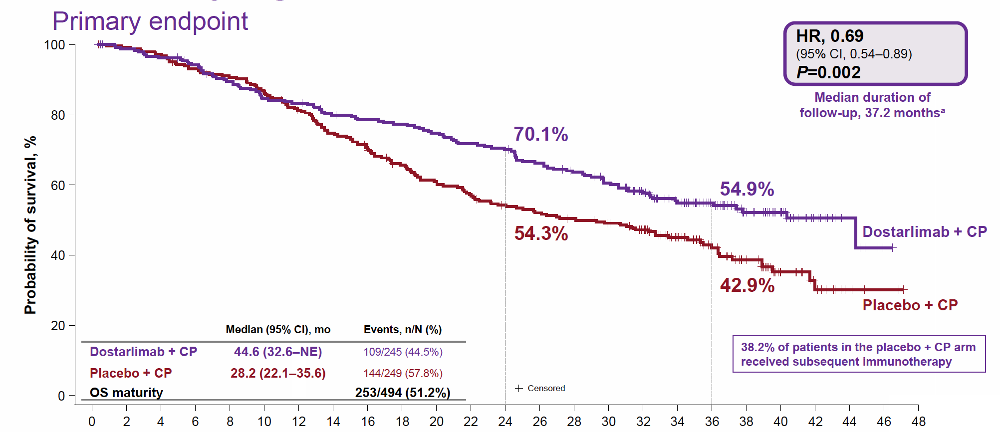 Primary endpoint
HR, 0.69
(95% CI, 0.54–0.89)
P=0.002
Median duration of
follow-up, 37.2 monthsᵃ
Probability of survival, %
100
80
60
40
20
0
70.1%
54.3%
54.9%
42.9%
Dostarlimab + CP
Placebo + CP
Median (95% CI), mo Events, n/N (%)
Dostarlimab + CP 44.6 (32.6–NE) 109/245 (44.5%)
Placebo + CP 28.2 (22.1–35.6) 144/249 (57.8%)
OS maturity 253/494 (51.2%)
Censored
38.2% of patients in the placebo + CP arm
received subsequent immunotherapy
0 2 4 6 8 10 12 14 16 18 20 22 24 26 28 30 32 34 36 38 40 42 44 46 48